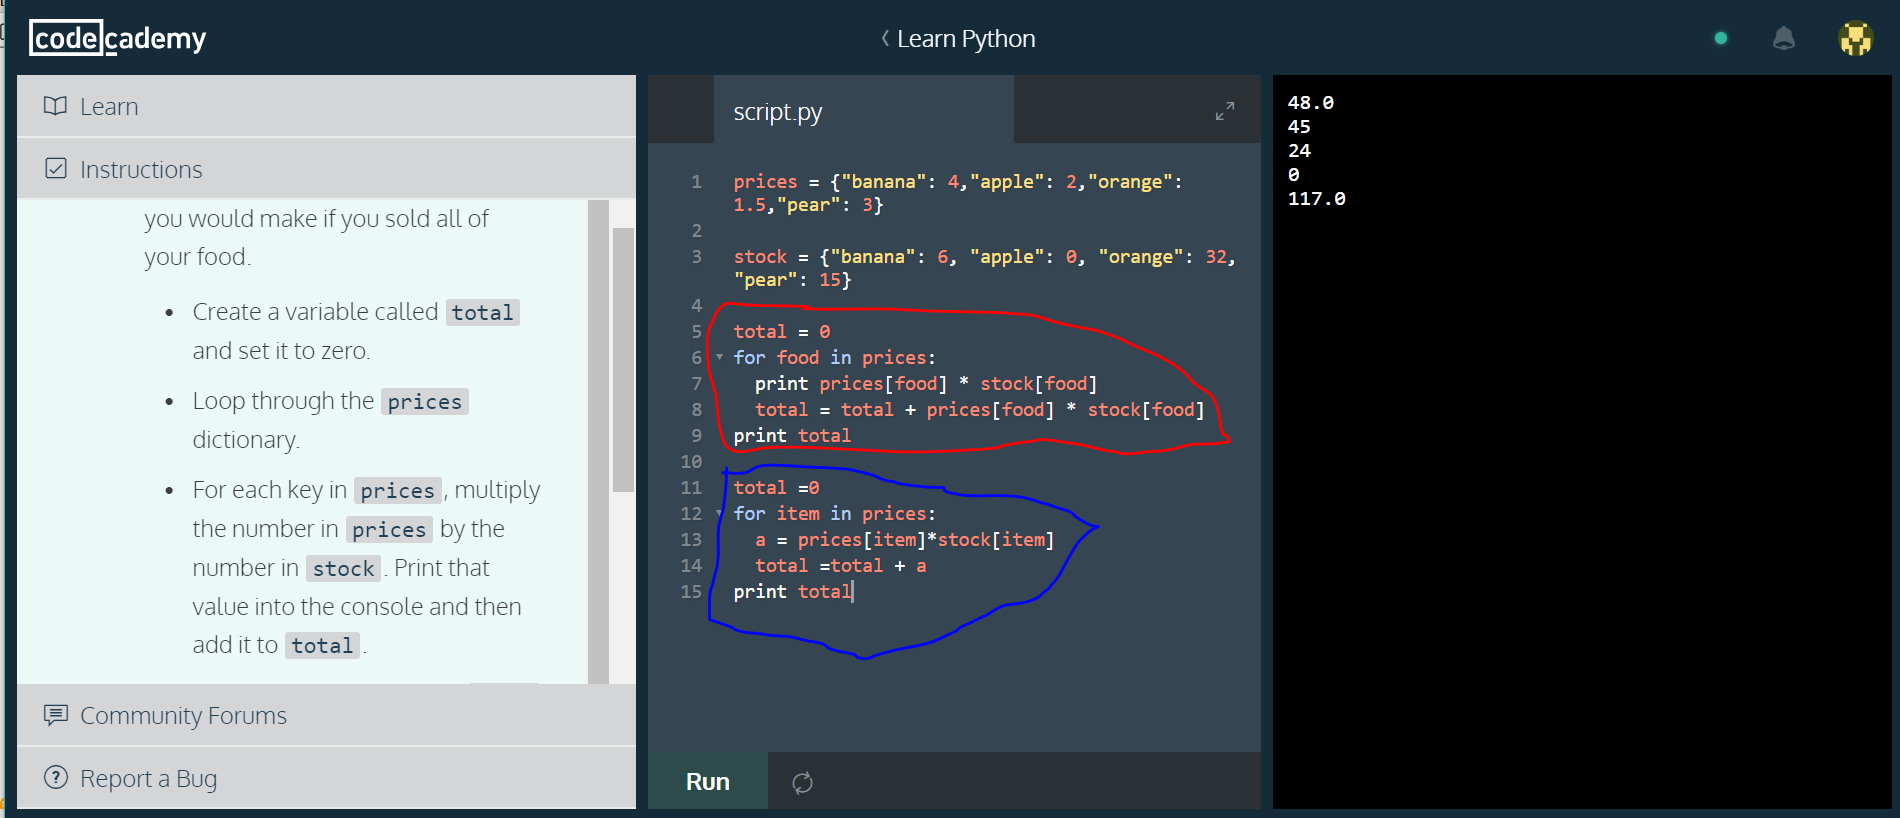 codecademy
Learn Python
Learn
Instructions
you would make if you sold all of
your food.
• Create a variable called total
and set it to zero.
• Loop through the prices
dictionary.
• For each key in prices, multiply
the number in prices by the
number in stock. Print that
value into the console and then
add it to total.
Community Forums
Report a Bug
script.py
1 prices = {"banana": 4,"apple": 2,"orange":
1.5,"pear": 3}
2
3 stock = {"banana": 6, "apple": 0, "orange": 32,
"pear": 15}
4
5 total = 0
6 for food in prices:
7   print prices[food] * stock[food]
8   total = total + prices[food] * stock[food]
9 print total
10
11 total =0
12 for item in prices:
13   a = prices[item]*stock[item]
14   total =total + a
15 print total
Run
48.0
45
24
0
117.0